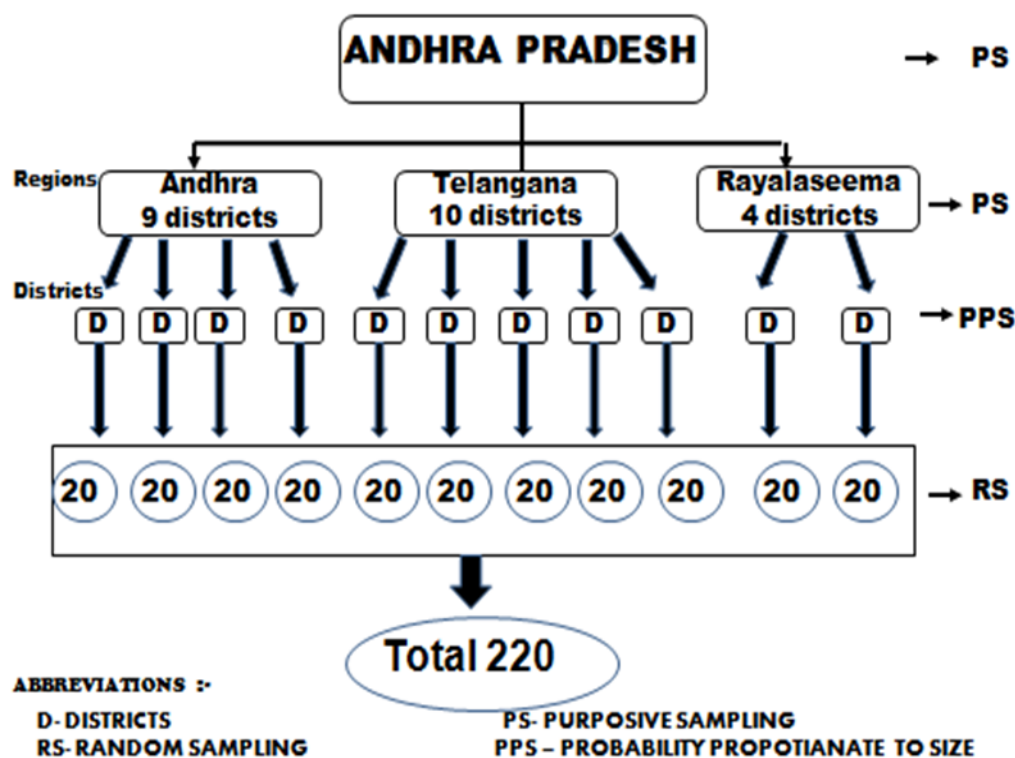 ANDHRA PRADESH
→ PS
Regions
Andhra
9 districts
Telangana
10 districts
Rayalaseema
4 districts
→ PS
Districts
D D D D D D D D D D D
→ PPS
20 20 20 20 20 20 20 20 20 20 20
→ RS
Total 220
ABBREVIATIONS :-
D- DISTRICTS
PS- PURPOSIVE SAMPLING
RS- RANDOM SAMPLING
PPS – PROBABILITY PROPOTIANATE TO SIZE